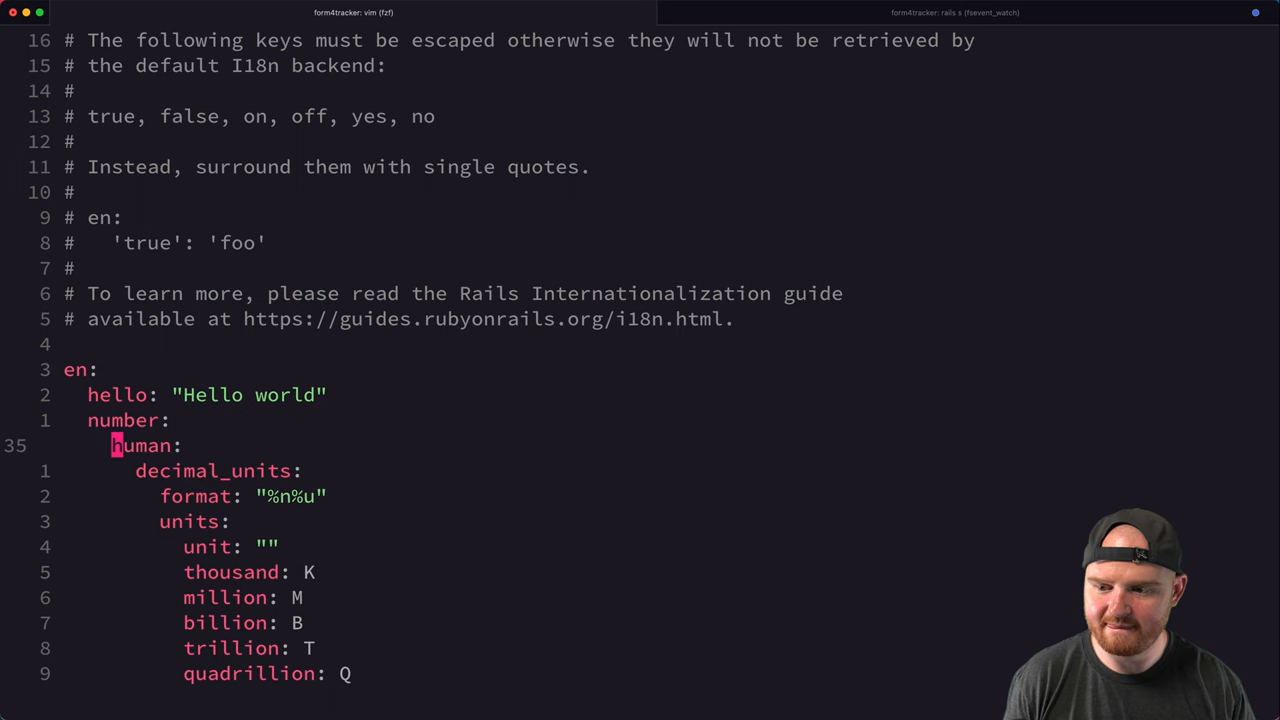 form4tracker: vim (fzf)
form4tracker: rails s (fsevent_watch)
16 # The following keys must be escaped otherwise they will not be retrieved by
15 # the default I18n backend:
14 #
13 # true, false, on, off, yes, no
12 #
11 # Instead, surround them with single quotes.
10 #
9 # en:
8 #   'true': 'foo'
7 #
6 # To learn more, please read the Rails Internationalization guide
5 # available at https://guides.rubyonrails.org/i18n.html.
4
3 en:
2   hello: "Hello world"
1   number:
35     human:
1       decimal_units:
2         format: "%n%u"
3         units:
4           unit: ""
5           thousand: K
6           million: M
7           billion: B
8           trillion: T
9           quadrillion: Q